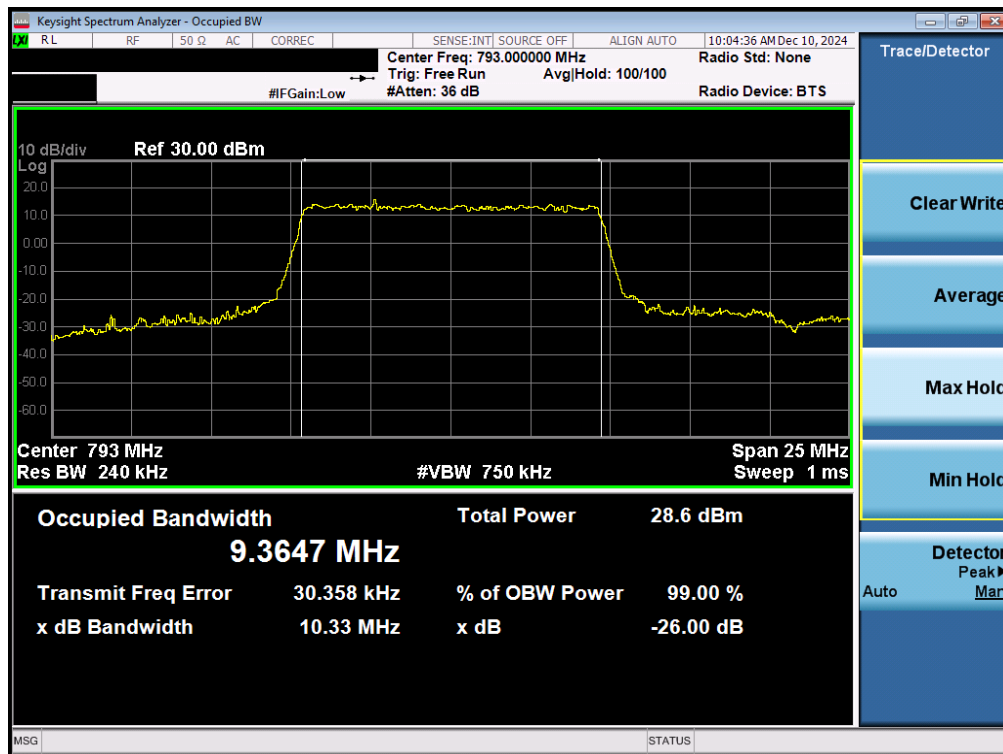 Keysight Spectrum Analyzer - Occupied BW
LXI RL RF 50 Ω AC CORREC SENSE:INT SOURCE OFF ALIGN AUTO 10:04:36 AM Dec 10, 2024
Center Freq: 793.000000 MHz Radio Std: None
Trig: Free Run Avg|Hold: 100/100
#IFGain:Low #Atten: 36 dB Radio Device: BTS
10 dB/div Ref 30.00 dBm
Log
20.0
10.0
0.00
-10.0
-20.0
-30.0
-40.0
-50.0
-60.0
Center 793 MHz Span 25 MHz
Res BW 240 kHz #VBW 750 kHz Sweep 1 ms
Occupied Bandwidth Total Power 28.6 dBm
9.3647 MHz
Transmit Freq Error 30.358 kHz % of OBW Power 99.00 %
x dB Bandwidth 10.33 MHz x dB -26.00 dB
MSG STATUS
Trace/Detector
Clear Write
Average
Max Hold
Min Hold
Detector
Peak
Auto Man